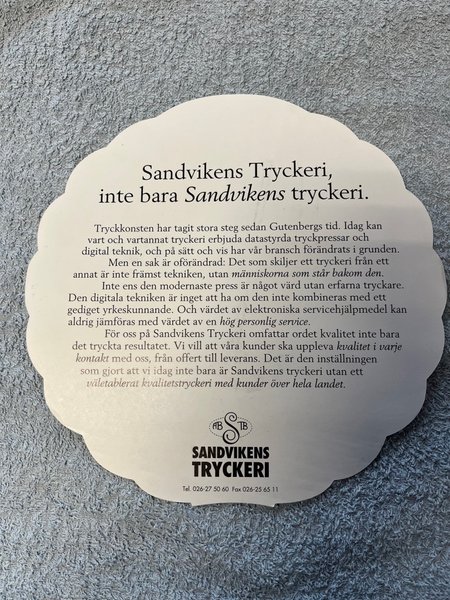 Sandvikens Tryckeri,
inte bara Sandvikens tryckeri.
Tryckkonsten har tagit stora steg sedan Gutenbergs tid. Idag kan
vart och vartannat tryckeri erbjuda datastyrda tryckpressar och
digital teknik, och på sätt och vis har vår bransch förändrats i grunden.
Men en sak är oförändrad: Det som skiljer ett tryckeri från ett
annat är inte främst tekniken, utan människorna som står bakom den.
Inte ens den modernaste press är något värd utan erfarna tryckare.
Den digitala tekniken är inget att ha om den inte kombineras med ett
gediget yrkeskunnande. Och värdet av elektroniska servicehjälpmedel kan
aldrig jämföras med värdet av en hög personlig service.
För oss på Sandvikens Tryckeri omfattar ordet kvalitet inte bara
det tryckta resultatet. Vi vill att våra kunder ska uppleva kvalitet i varje
kontakt med oss, från offert till leverans. Det är den inställningen
som gjort att vi idag inte bara är Sandvikens tryckeri utan ett
väletablerat kvalitetstryckeri med kunder över hela landet.
AB S TB
SANDVIKENS
TRYCKERI
Tel. 026-27 50 60 Fax 026-25 65 11